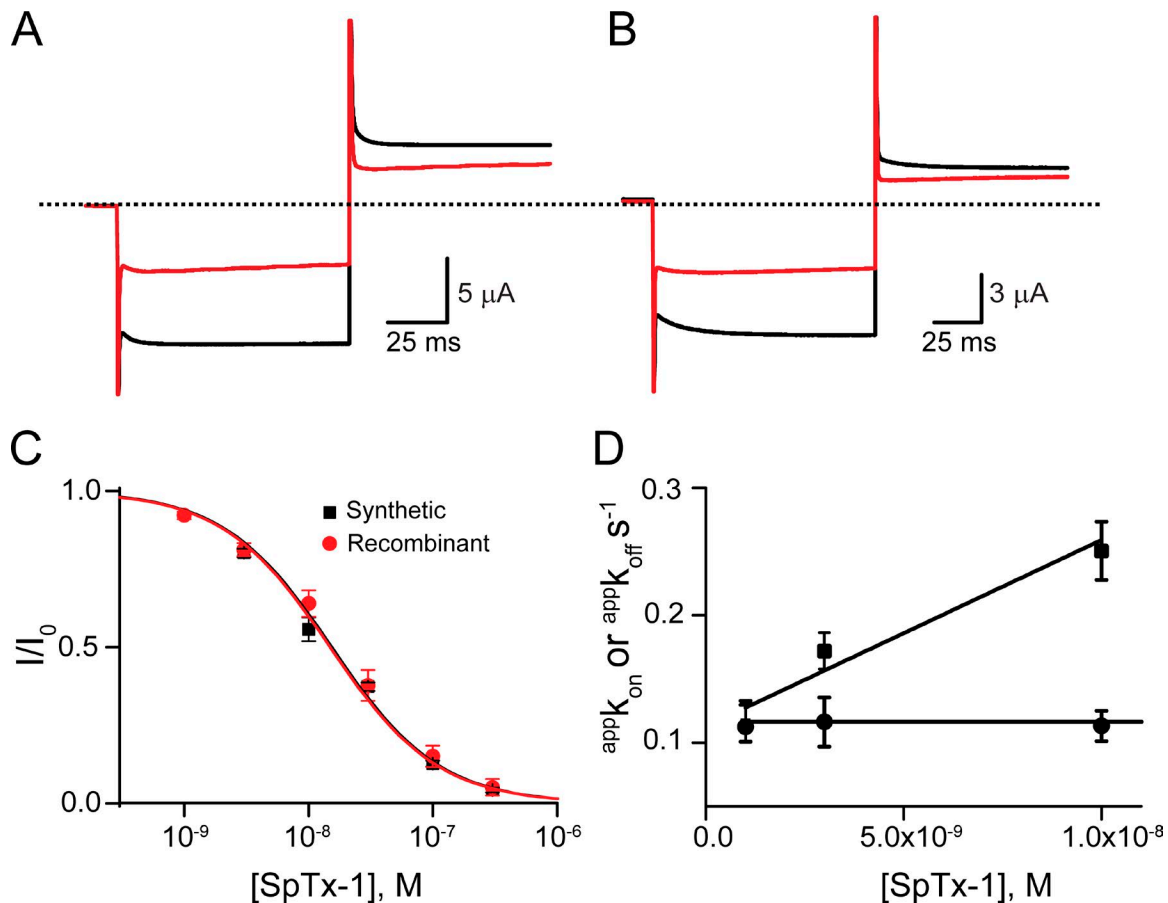 A
B
5 μA
25 ms
3 μA
25 ms
C
I/I0
1.0
0.5
0.0
Synthetic
Recombinant
10-9
10-8
10-7
10-6
[SpTx-1], M
D
appkon or appkoff s-1
0.3
0.2
0.1
0.0
5.0x10-9
1.0x10-8
[SpTx-1], M